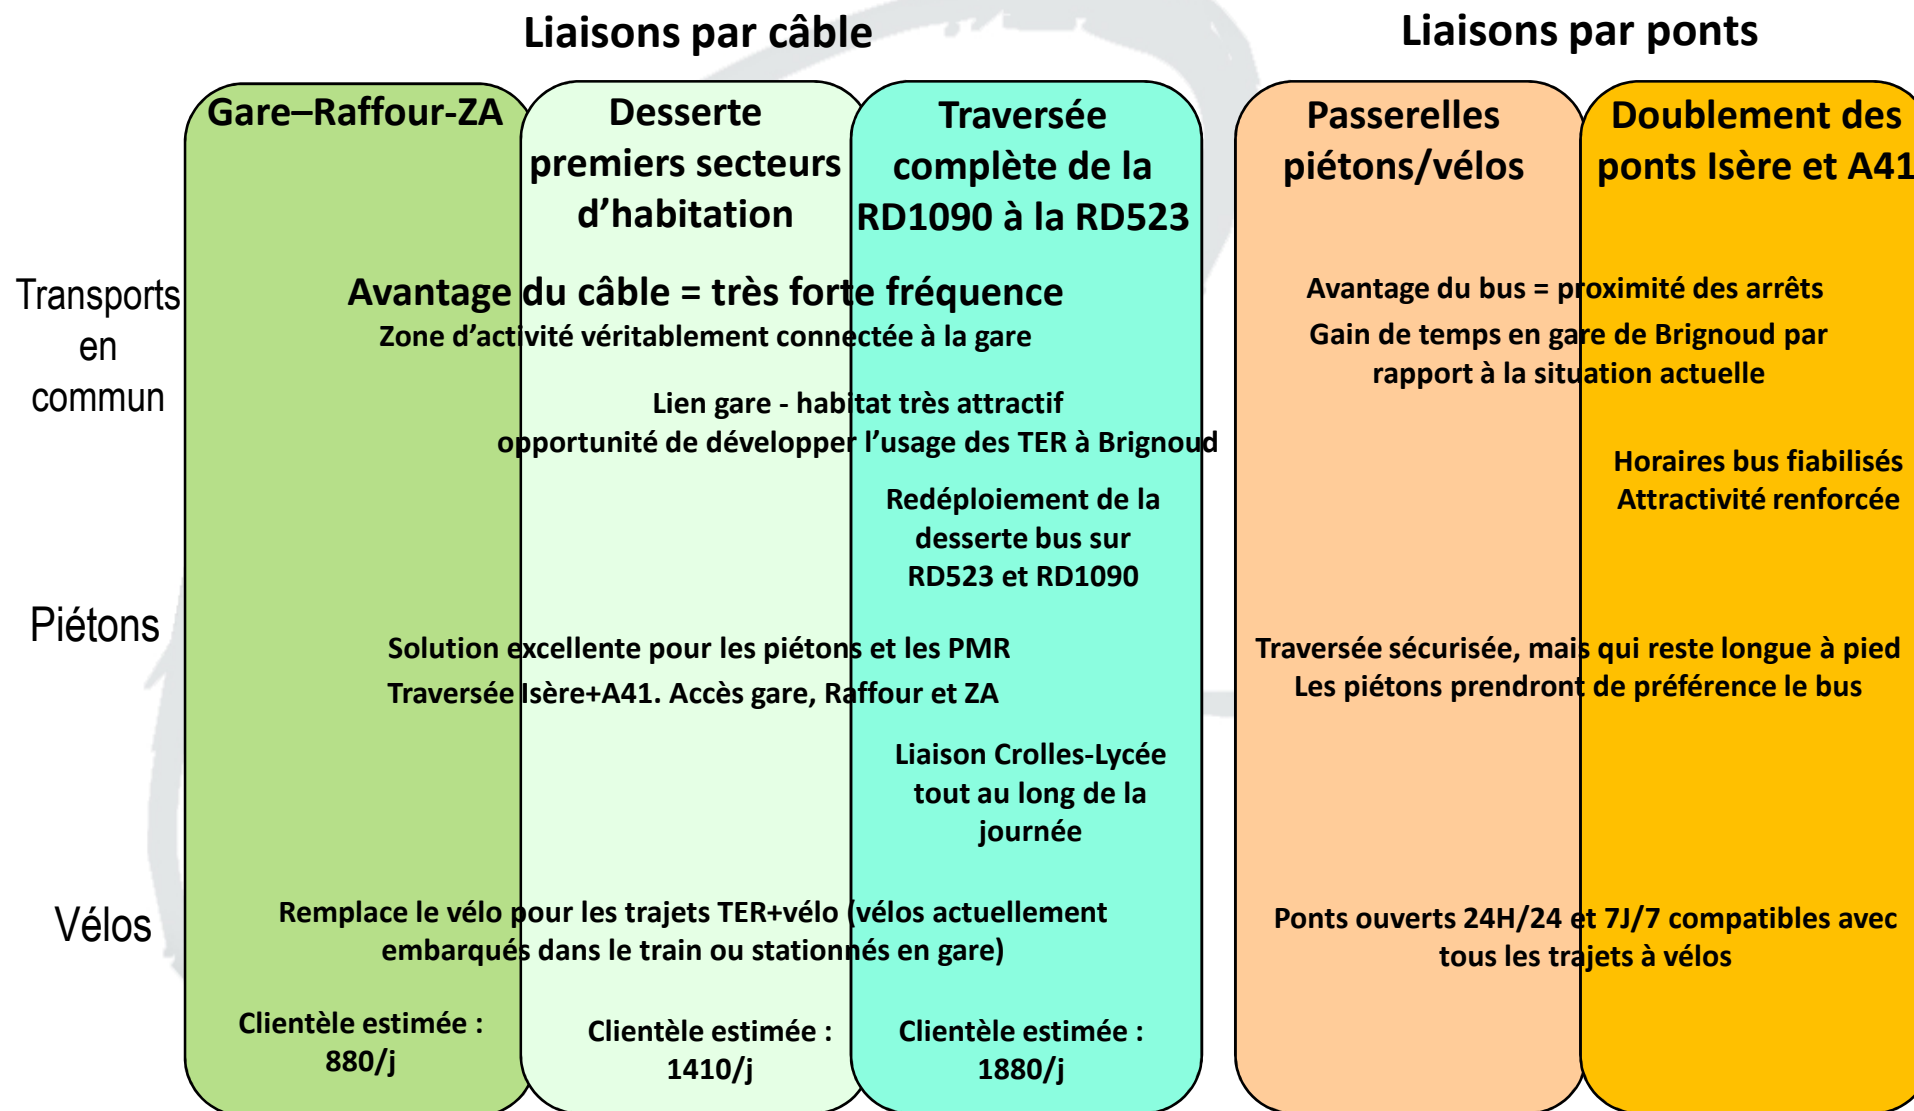 Liaisons par câble
Liaisons par ponts
Gare–Raffour-ZA
Desserte
premiers secteurs
d’habitation
Traversée
complète de la
RD1090 à la RD523
Passerelles
piétons/vélos
Doublement des
ponts Isère et A41
Transports
en
commun
Avantage du câble = très forte fréquence
Zone d’activité véritablement connectée à la gare
Lien gare - habitat très attractif
opportunité de développer l’usage des TER à Brignoud
Redéploiement de la
desserte bus sur
RD523 et RD1090
Avantage du bus = proximité des arrêts
Gain de temps en gare de Brignoud par
rapport à la situation actuelle
Horaires bus fiabilisés
Attractivité renforcée
Piétons
Solution excellente pour les piétons et les PMR
Traversée Isère+A41. Accès gare, Raffour et ZA
Liaison Crolles-Lycée
tout au long de la
journée
Traversée sécurisée, mais qui reste longue à pied
Les piétons prendront de préférence le bus
Vélos
Remplace le vélo pour les trajets TER+vélo (vélos actuellement
embarqués dans le train ou stationnés en gare)
Ponts ouverts 24H/24 et 7J/7 compatibles avec
tous les trajets à vélos
Clientèle estimée :
880/j
Clientèle estimée :
1410/j
Clientèle estimée :
1880/j